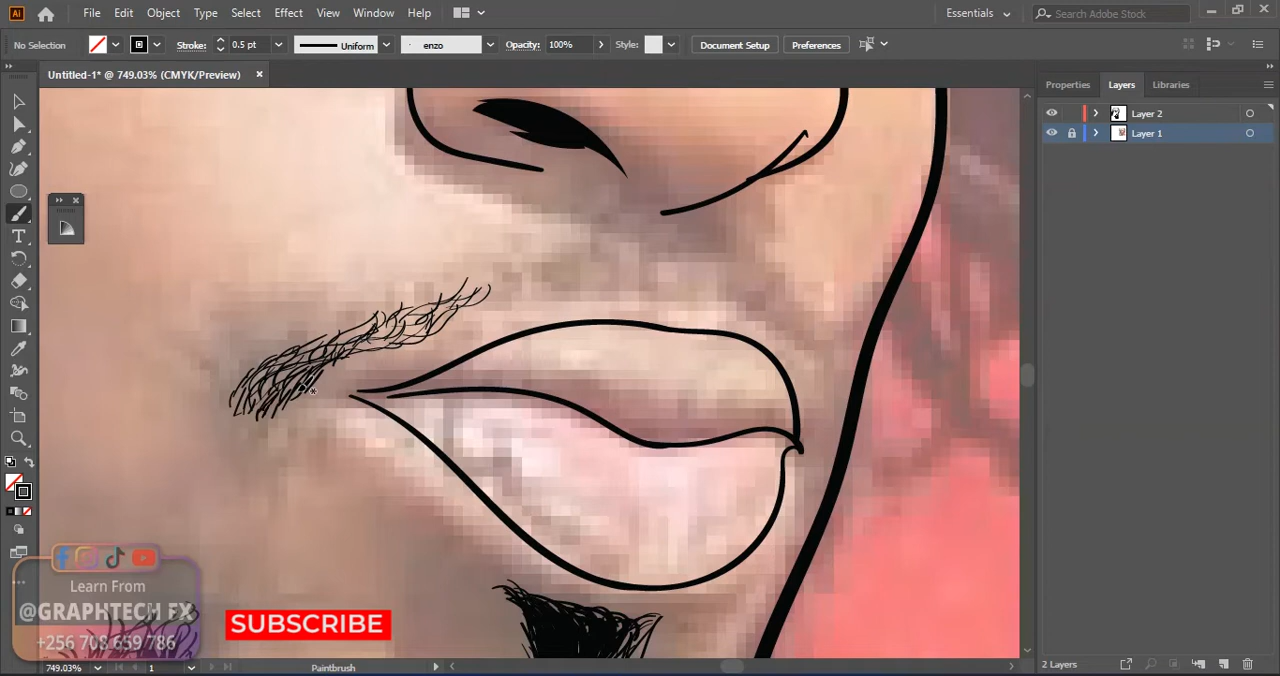 Ai File Edit Object Type Select Effect View Window Help Essentials Search Adobe Stock
No Selection Stroke: 0.5 pt Uniform enzo Opacity: 100% Style: Document Setup Preferences
Untitled-1* @ 749.03% (CMYK/Preview)
Properties Layers Libraries
Layer 2
Layer 1
Learn From
@GRAPHTECH FX
+256 708 659 786
SUBSCRIBE
749.03% 1 Paintbrush 2 Layers